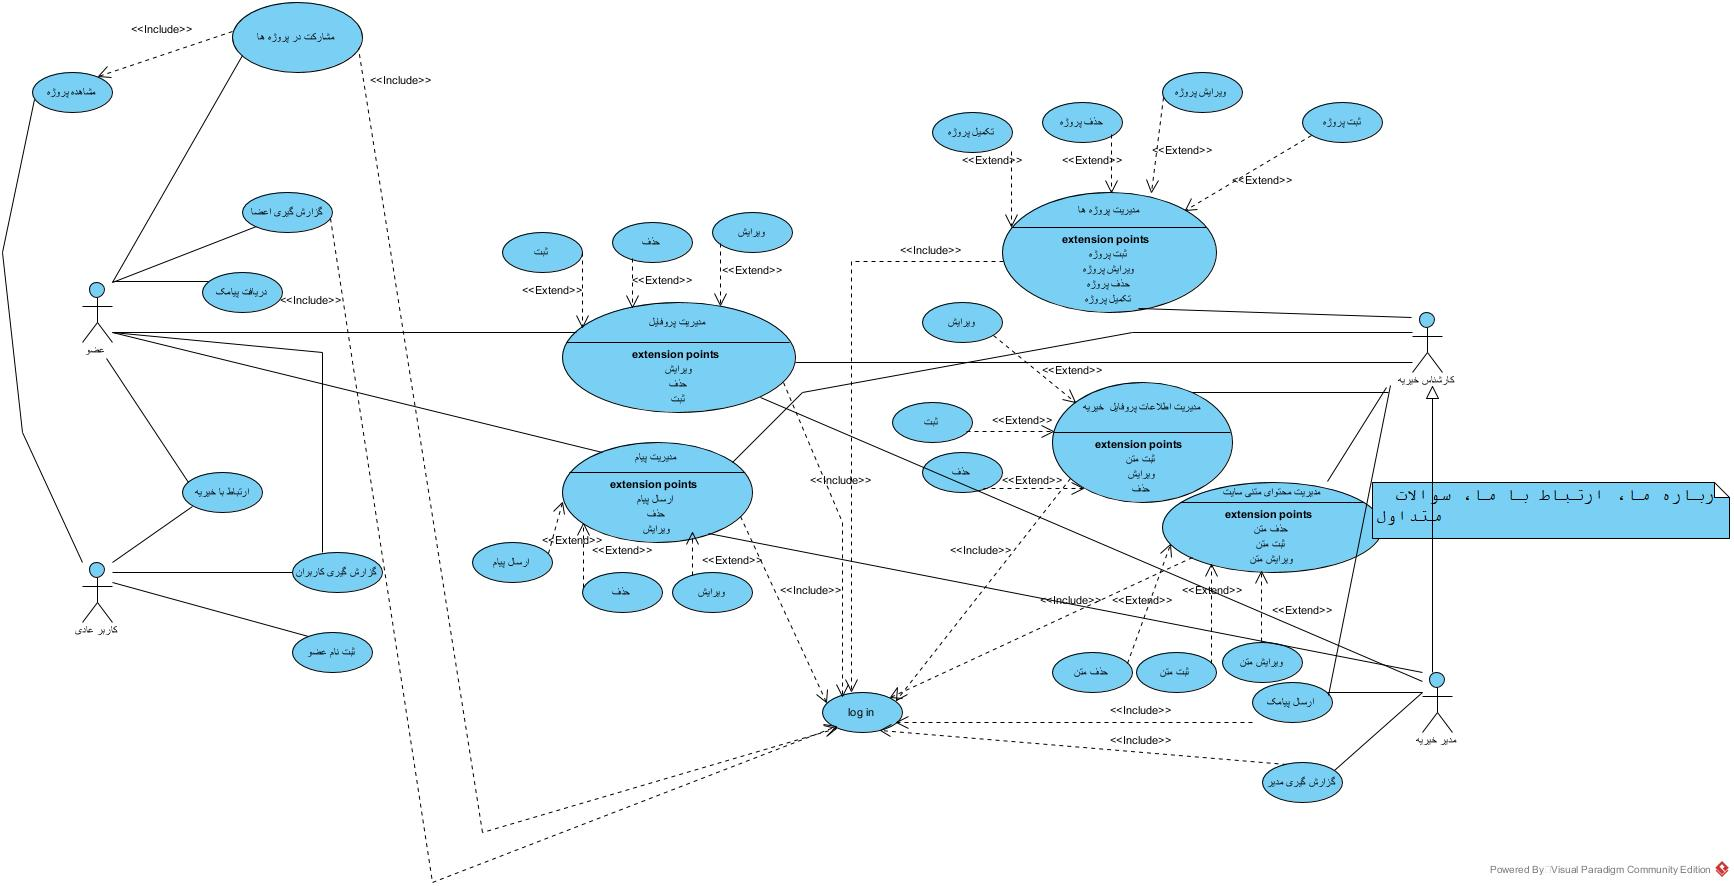 <<Include>>
مشارکت در پروژه ها
<<Include>>
مشاهده پروژه
ویرایش پروژه
حذف پروژه
ثبت پروژه
تکمیل پروژه
<<Extend>>
<<Extend>>
<<Extend>>
<<Extend>>
گزارش گیری اعضا
مدیریت پروژه ها
extension points
ثبت پروژه
ویرایش پروژه
حذف پروژه
تکمیل پروژه
<<Include>>
ثبت
حذف
ویرایش
<<Extend>>
<<Extend>>
<<Extend>>
دریافت پیامک
<<Include>>
عضو
مدیریت پروفایل
extension points
ویرایش
حذف
ثبت
ویرایش
<<Extend>>
کارشناس خیریه
مدیریت اطلاعات پروفایل خیریه
extension points
ثبت متن
ویرایش
حذف
ثبت
<<Extend>>
حذف
<<Extend>>
مدیریت پیام
extension points
ارسال پیام
حذف
ویرایش
<<Include>>
ارتباط با خیریه
مدیریت محتوای متنی سایت
extension points
حذف متن
ثبت متن
ویرایش متن
رباره ما، ارتباط با ما، سوالات
متداول
<<Extend>>
<<Extend>>
<<Extend>>
ارسال پیام
حذف
ویرایش
<<Include>>
<<Include>>
<<Include>>
<<Extend>>
<<Extend>>
<<Extend>>
گزارش گیری کاربران
کاربر عادی
ثبت نام عضو
حذف متن
ثبت متن
ویرایش متن
ارسال پیامک
log in
<<Include>>
<<Include>>
مدیر خیریه
گزارش گیری مدیر
Powered By Visual Paradigm Community Edition